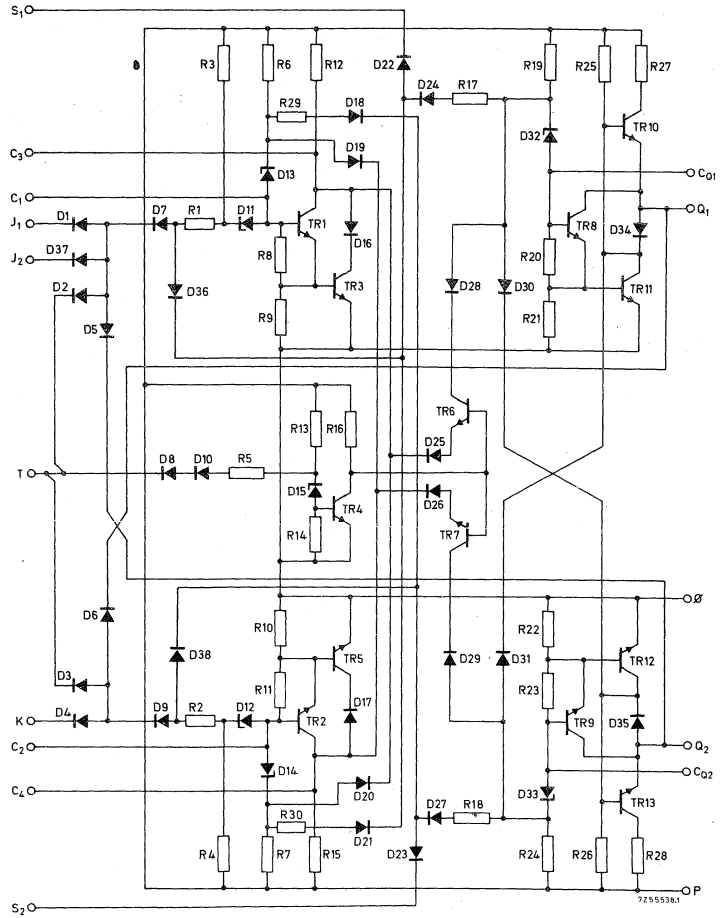 S1
R3 R6 R12 D22 R19 R25 R27
D24 R17
R29 D18
D32 TR10
C3
D19
D13 CQ1
C1
D1 D7 R1 D11 TR1 TR8 Q1
J1
D16 D34
D37 R8 R20
J2
TR3 TR11
D2 D36 D28 D30
R9 R21
D5
TR6
R13 R16
D25
T D8 D10 R5
D15 D26
TR4
R14 TR7
Ø
D6 R10 R22
D38 TR5 D29 D31 TR12
D3 R11 R23
D9 R2 D12 D17 D35
K D4 TR2 TR9
C2 Q2
D14 CQ2
C4 D20 D33 TR13
R30 D27 R18
D21
R4 R7 R15 D23 R24 R26 R28
P
7Z55538.1
S2